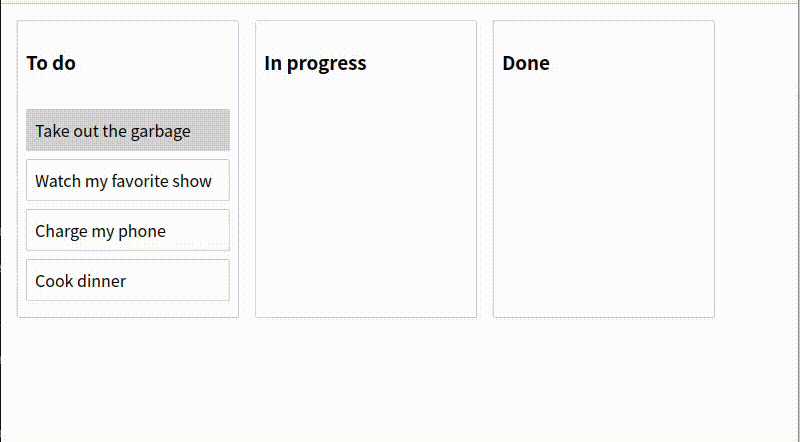 To do
Take out the garbage
Watch my favorite show
Charge my phone
Cook dinner
In progress
Done